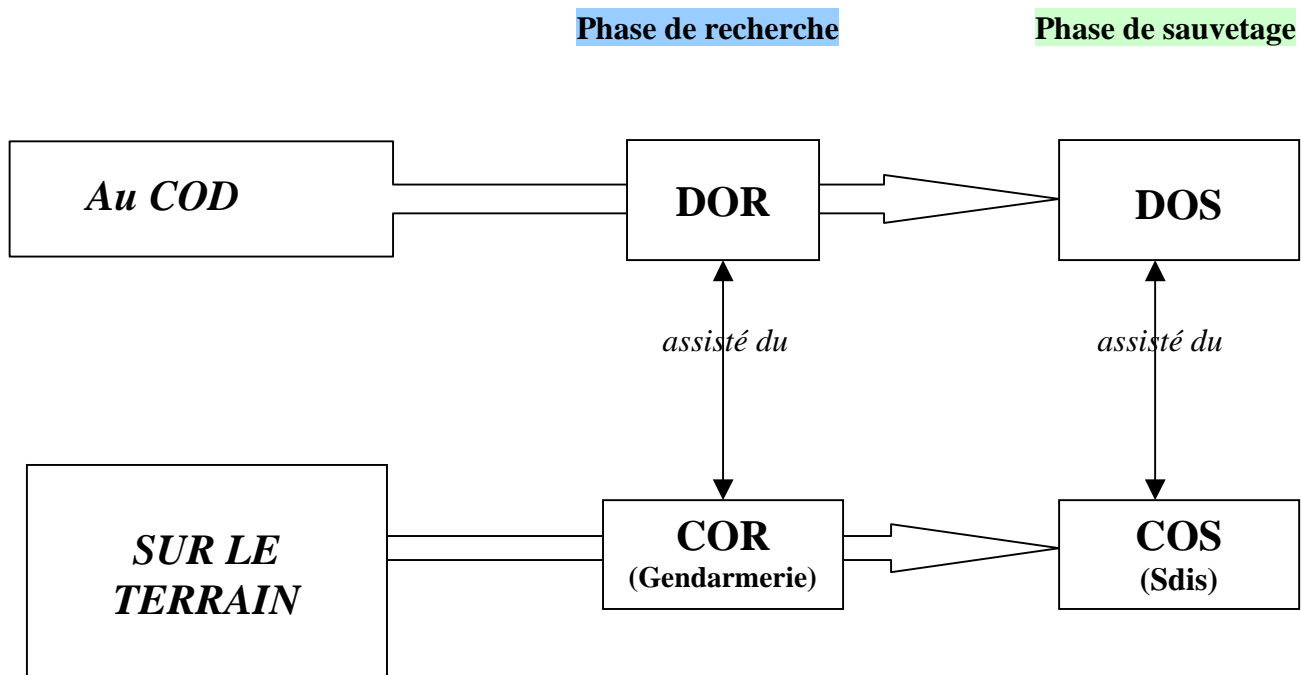 Phase de recherche
Phase de sauvetage
Au COD
DOR
DOS
assisté du
assisté du
SUR LE
TERRAIN
COR
(Gendarmerie)
COS
(Sdis)